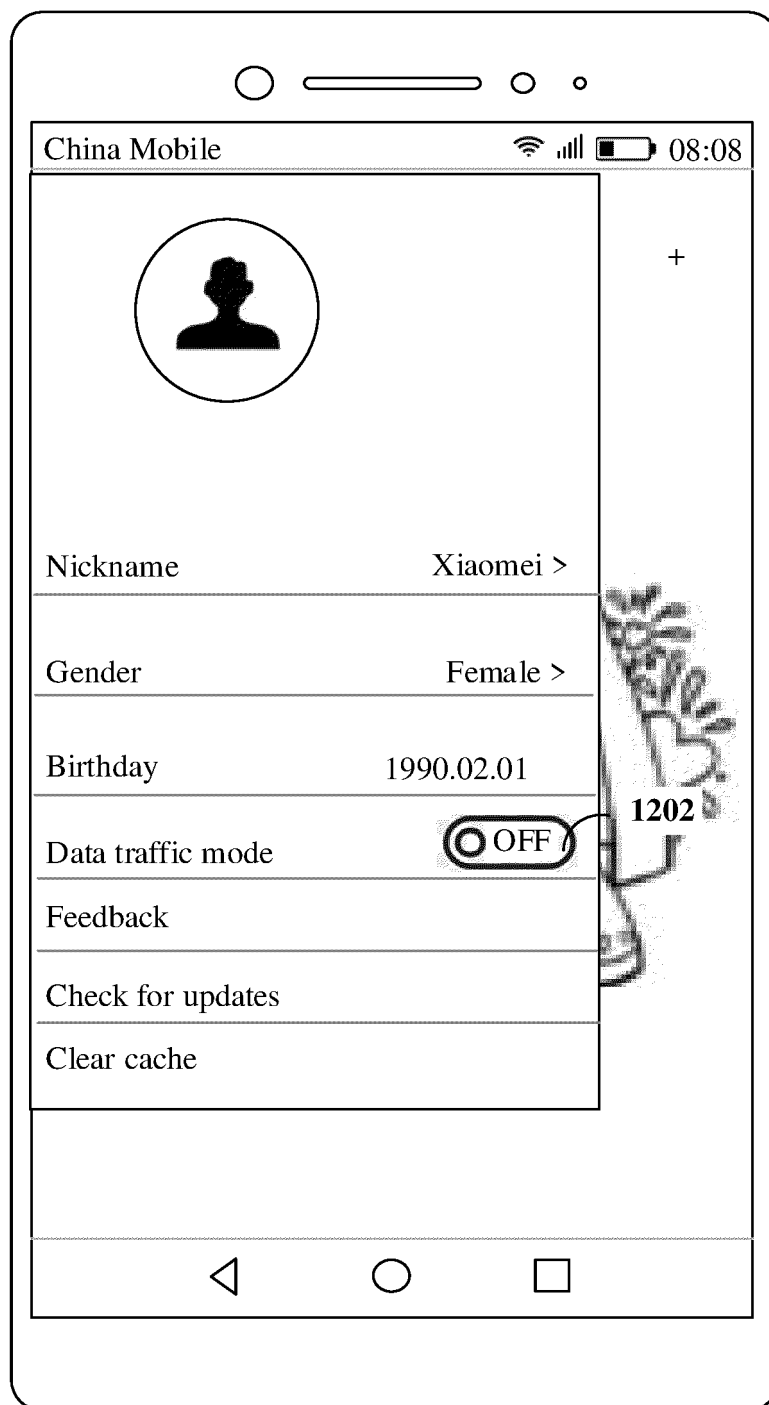 China Mobile 08:08
+
Nickname Xiaomei >
Gender Female >
Birthday 1990.02.01
1202
Data traffic mode OFF
Feedback
Check for updates
Clear cache